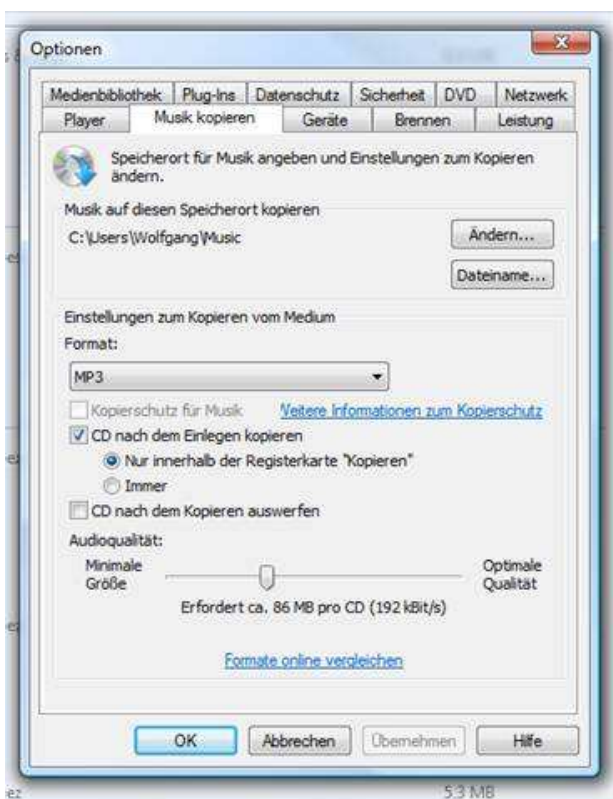 Optionen
Medienbibliothek Plug-Ins Datenschutz Sicherheit DVD Netzwerk
Player Musik kopieren Geräte Brennen Leistung
Speicherort für Musik angeben und Einstellungen zum Kopieren
ändern.
Musik auf diesen Speicherort kopieren
C:\Users\Wolfgang\Music
Ändern...
Dateiname...
Einstellungen zum Kopieren vom Medium
Format:
MP3
Kopierschutz für Musik Weitere Informationen zum Kopierschutz
CD nach dem Einlegen kopieren
Nur innerhalb der Registerkarte "Kopieren"
Immer
CD nach dem Kopieren auswerfen
Audioqualität:
Minimale
Größe
Optimale
Qualität
Erfordert ca. 86 MB pro CD (192 kBit/s)
Formate online vergleichen
OK Abbrechen Übernehmen Hilfe
5.3 MB